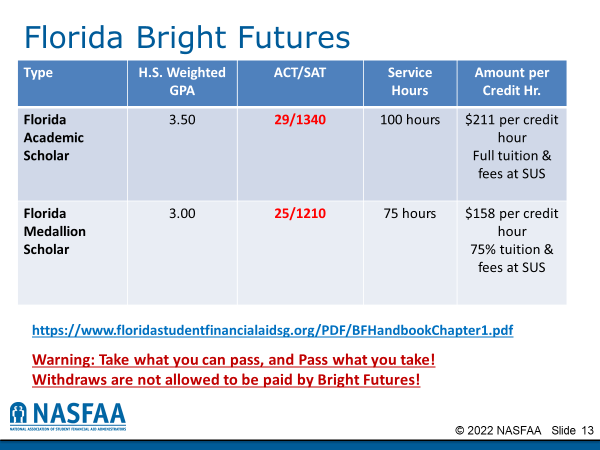 Florida Bright Futures
Type
H.S. Weighted
GPA
ACT/SAT
Service
Hours
Amount per
Credit Hr.
Florida
Academic
Scholar
3.50
29/1340
100 hours
$211 per credit
hour
Full tuition &
fees at SUS
Florida
Medallion
Scholar
3.00
25/1210
75 hours
$158 per credit
hour
75% tuition &
fees at SUS
https://www.floridastudentfinancialaidsg.org/PDF/BFHandbookChapter1.pdf
Warning: Take what you can pass, and Pass what you take!
Withdraws are not allowed to be paid by Bright Futures!
NASFAA
NATIONAL ASSOCIATION OF STUDENT FINANCIAL AID ADMINISTRATORS
© 2022 NASFAA Slide 13